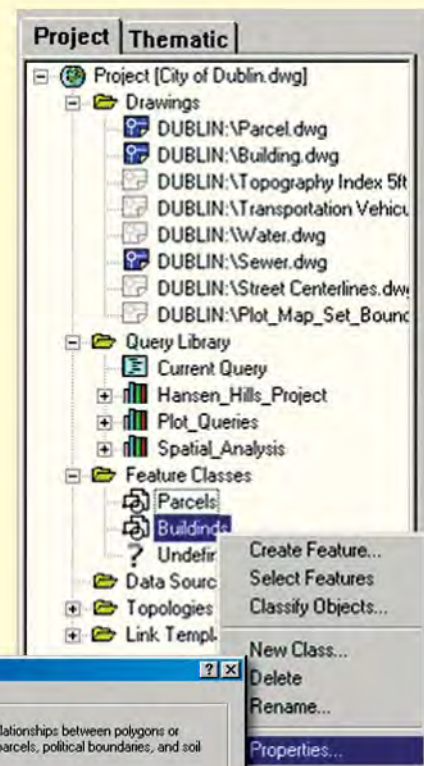 Project Thematic
Project [City of Dublin.dwg]
Drawings
DUBLIN:\Parcel.dwg
DUBLIN:\Building.dwg
DUBLIN:\Topography Index 5ft
DUBLIN:\Transportation Vehicu
DUBLIN:\Water.dwg
DUBLIN:\Sewer.dwg
DUBLIN:\Street Centerlines.dw
DUBLIN:\Plot_Map_Set_Bound
Query Library
Current Query
Hansen_Hills_Project
Plot_Queries
Spatial_Analysis
Feature Classes
Parcels
Buildinds
? Undefir
Data Sourc
Topologies
Link Templ
Create Feature...
Select Features
Classify Objects...
New Class...
Delete
Rename...
Properties...
? X
lationships between polygons or
parcels, political boundaries, and soil